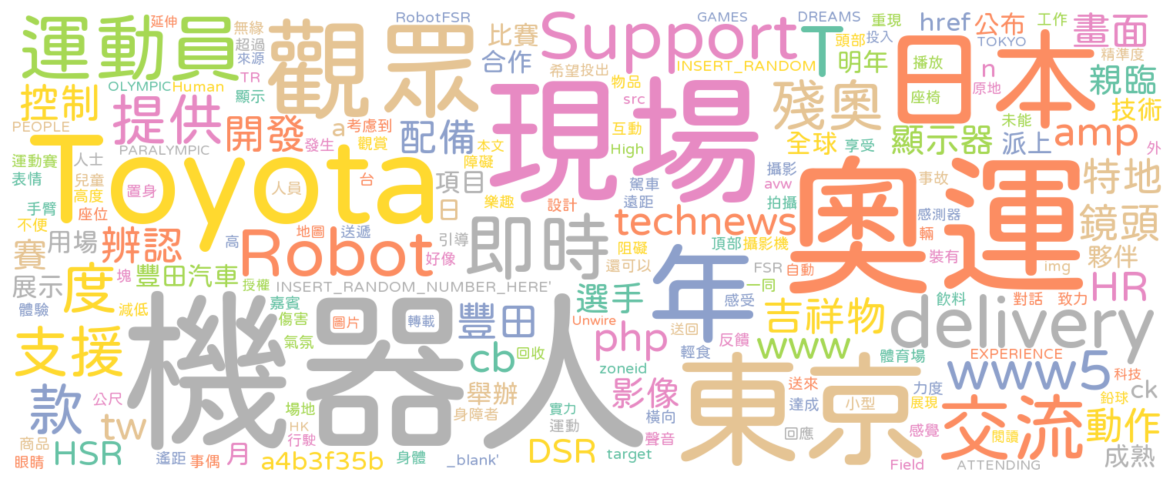 延伸 無緣 RobotFSR 比賽 GAMES DREAMS 重現 href 公布 工作
運動員 觀眾 超過 來源 合作 Support T 投入 頭部 TOKYO 畫面
OLYMPIC Human TR 顯示 希望 投出 物品 INSERT_RANDOM 明年 播放 日本 n 原地 精準度 親臨
控制 提供 開發 a 考慮到 配備 src 現場 殘奧 座椅 未能 技術
PEOPLE PARALYMPIC 發生 觀賞 本文 互動 High 全球 享受 顯示器 派上 amp 外
運動賽 人士 表情 兒童 高度 置身 Toyota 人員 台 障礙 樂趣 項目 駕車 遠距 攝影 avw 拍攝 奧運 事故 特地
手臂 座位 不便 用場 辨認 高 地圖 送遞 日 設計 technews 感測器 輛 鏡頭
賽 Robot 好像 引導 即時 阻礙 還可以 頂部 攝影機 裝有 夥伴
展示 度 塊 豐田汽車 授權 年 FSR 自動 一同 img HR
體驗 減低 INSERT_RANDOM_NUMBER_HERE' 選手 感受 吉祥物 飲料 對話 致力
支援 機器人 嘉賓 傷害 氣氛 圖片 轉載 豐田 Unwire php 送回 反饋 輕食 www delivery
cb 回收 zoneid 體育場 EXPERIENCE 科技
款 公尺 tw 場地 HK 行駛 舉辦 身障者 實力 運動 影像 橫向 聲音 東京 送來 達成 小型 回應 力度 展現 感覺 www5 鉛球 ck
商品 眼睛 HSR 遙距 事偶 月 a4b3f35b 身體 _blank' DSR target Field 交流 閱讀 ATTENDING 動作 成熟